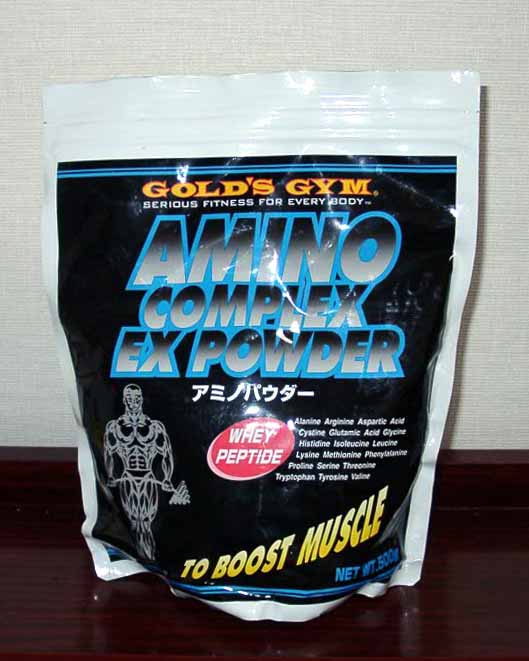 GOLD'S GYM®
SERIOUS FITNESS FOR EVERY BODY™
AMINO
COMPLEX
EX POWDER
アミノパウダー
WHEY
PEPTIDE
Alanine Arginine Aspartic Acid
Cystine Glutamic Acid Glycine
Histidine Isoleucine Leucine
Lysine Methionine Phenylalanine
Proline Serine Threonine
Tryptophan Tyrosine Valine
TO BOOST MUSCLE
NET WT.500g